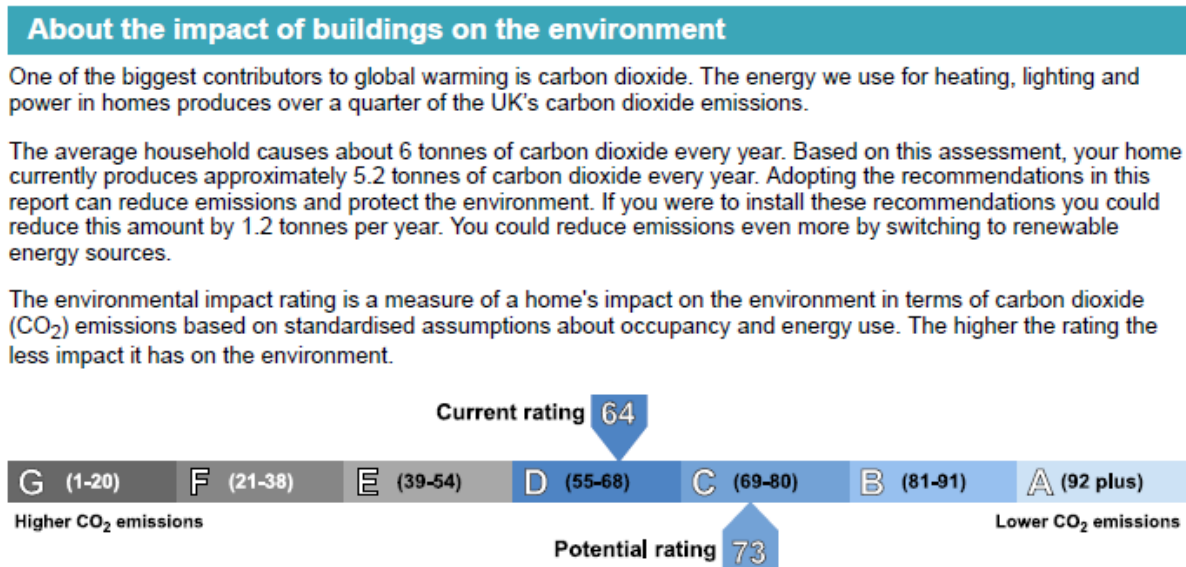 About the impact of buildings on the environment
One of the biggest contributors to global warming is carbon dioxide. The energy we use for heating, lighting and
power in homes produces over a quarter of the UK's carbon dioxide emissions.
The average household causes about 6 tonnes of carbon dioxide every year. Based on this assessment, your home
currently produces approximately 5.2 tonnes of carbon dioxide every year. Adopting the recommendations in this
report can reduce emissions and protect the environment. If you were to install these recommendations you could
reduce this amount by 1.2 tonnes per year. You could reduce emissions even more by switching to renewable
energy sources.
The environmental impact rating is a measure of a home's impact on the environment in terms of carbon dioxide
(CO₂) emissions based on standardised assumptions about occupancy and energy use. The higher the rating the
less impact it has on the environment.
Current rating 64
G (1-20) F (21-38) E (39-54) D (55-68) C (69-80) B (81-91) A (92 plus)
Higher CO₂ emissions Lower CO₂ emissions
Potential rating 73